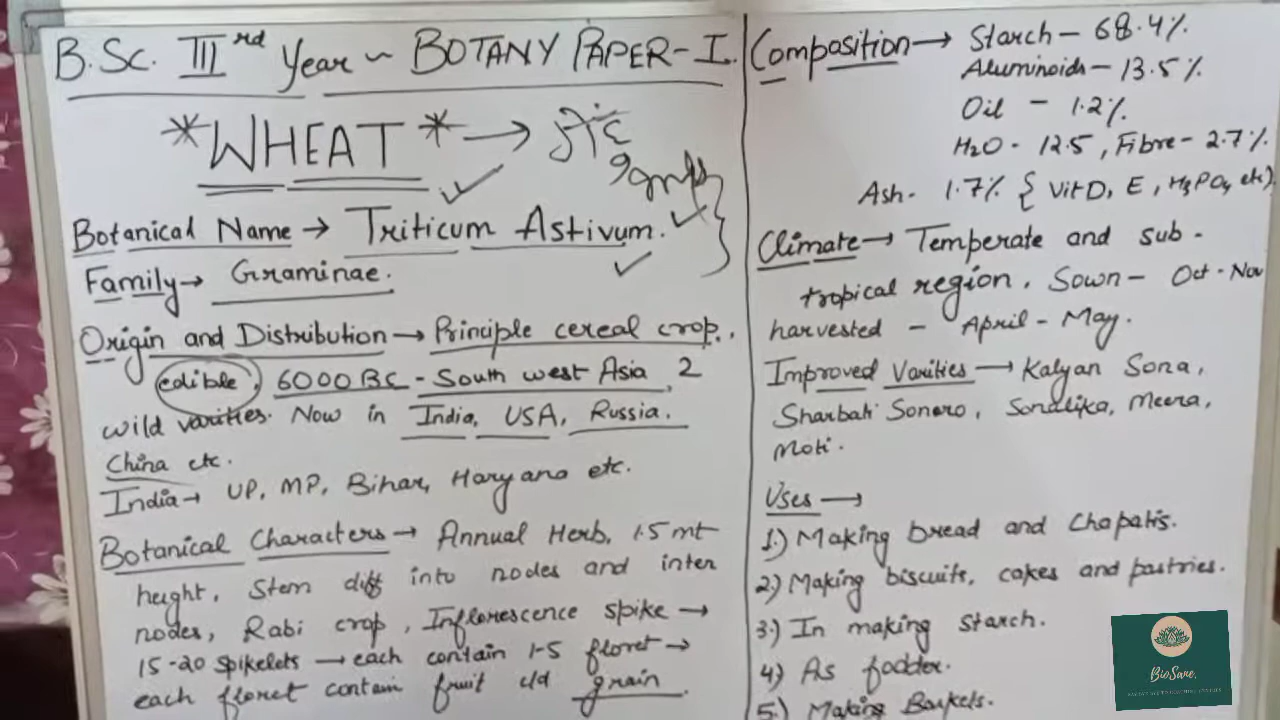 B.Sc. III rd Year ~ BOTANY PAPER-I.
*WHEAT* →
Botanical Name → Triticum Astivum.
Family → Graminae.
Origin and Distribution → Principle cereal crop,
edible, 6000 BC - South west Asia, 2
wild varities. Now in India, USA, Russia,
China etc.
India → UP, MP, Bihar, Haryana etc.
Botanical Characters → Annual Herb, 1.5 mt
height, Stem diff into nodes and inter
nodes, Rabi crop, Inflorescence spike →
15-20 spikelets → each contain 1-5 floret →
each floret contain fruit c/d grain.
Composition → Starch - 68.4%
Aluminoids - 13.5%
Oil - 1.2%
H2O - 12.5, Fibre - 2.7%
Ash - 1.7% { Vit D, E, H3PO4 etc}
Climate → Temperate and sub-
tropical region. Sown - Oct-Nov
harvested - April - May.
Improved Varities → Kalyan Sona,
Sharbati Sonoro, Sonalika, Meera,
Moti.
Uses →
1.) Making bread and Chapatis.
2.) Making biscuits, cakes and pastries.
3.) In making starch.
4) As fodder.
5.) Making Baskets.
BioSane.